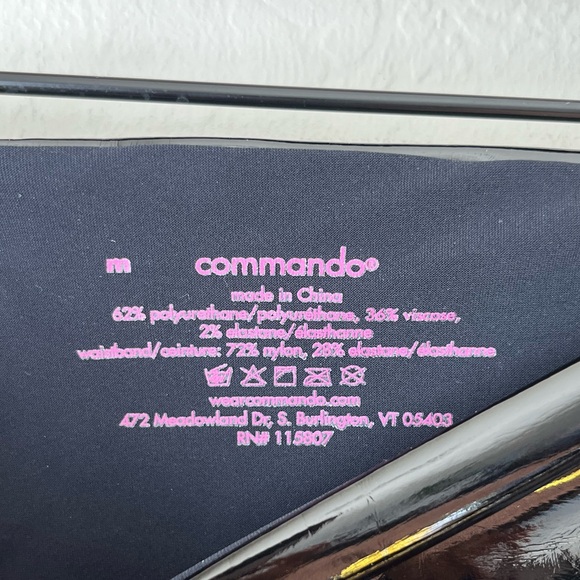 m commando®
made in China
62% polyurethane/polyuréthane, 36% viscose,
2% elastane/élasthanne
waistband/ceinture: 72% nylon, 28% elastane/élasthanne
wearcommando.com
472 Meadowland Dr, S. Burlington, VT 05403
RN# 115807